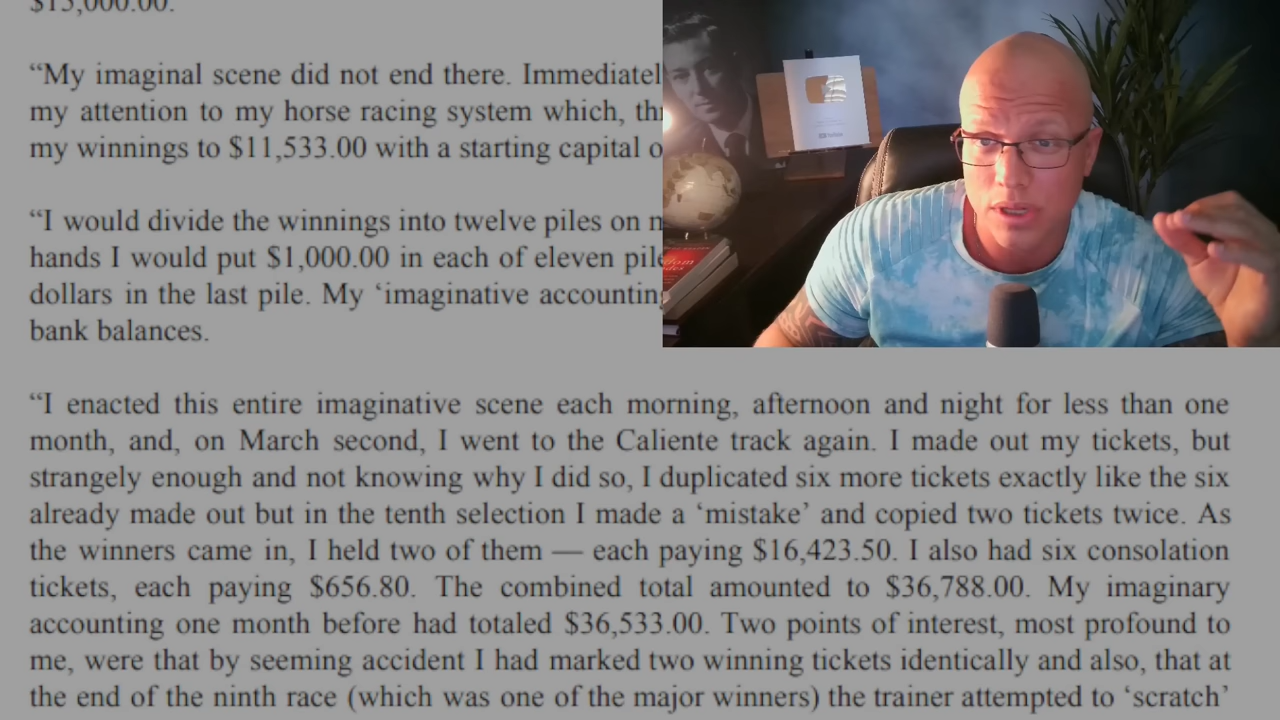 $15,000.00.
“My imaginal scene did not end there. Immediatel
my attention to my horse racing system which, th
my winnings to $11,533.00 with a starting capital o
“I would divide the winnings into twelve piles on
hands I would put $1,000.00 in each of eleven pil
dollars in the last pile. My ‘imaginative accounting
bank balances.
“I enacted this entire imaginative scene each morning, afternoon and night for less than one
month, and, on March second, I went to the Caliente track again. I made out my tickets, but
strangely enough and not knowing why I did so, I duplicated six more tickets exactly like the six
already made out but in the tenth selection I made a ‘mistake’ and copied two tickets twice. As
the winners came in, I held two of them — each paying $16,423.50. I also had six consolation
tickets, each paying $656.80. The combined total amounted to $36,788.00. My imaginary
accounting one month before had totaled $36,533.00. Two points of interest, most profound to
me, were that by seeming accident I had marked two winning tickets identically and also, that at
the end of the ninth race (which was one of the major winners) the trainer attempted to ‘scratch’